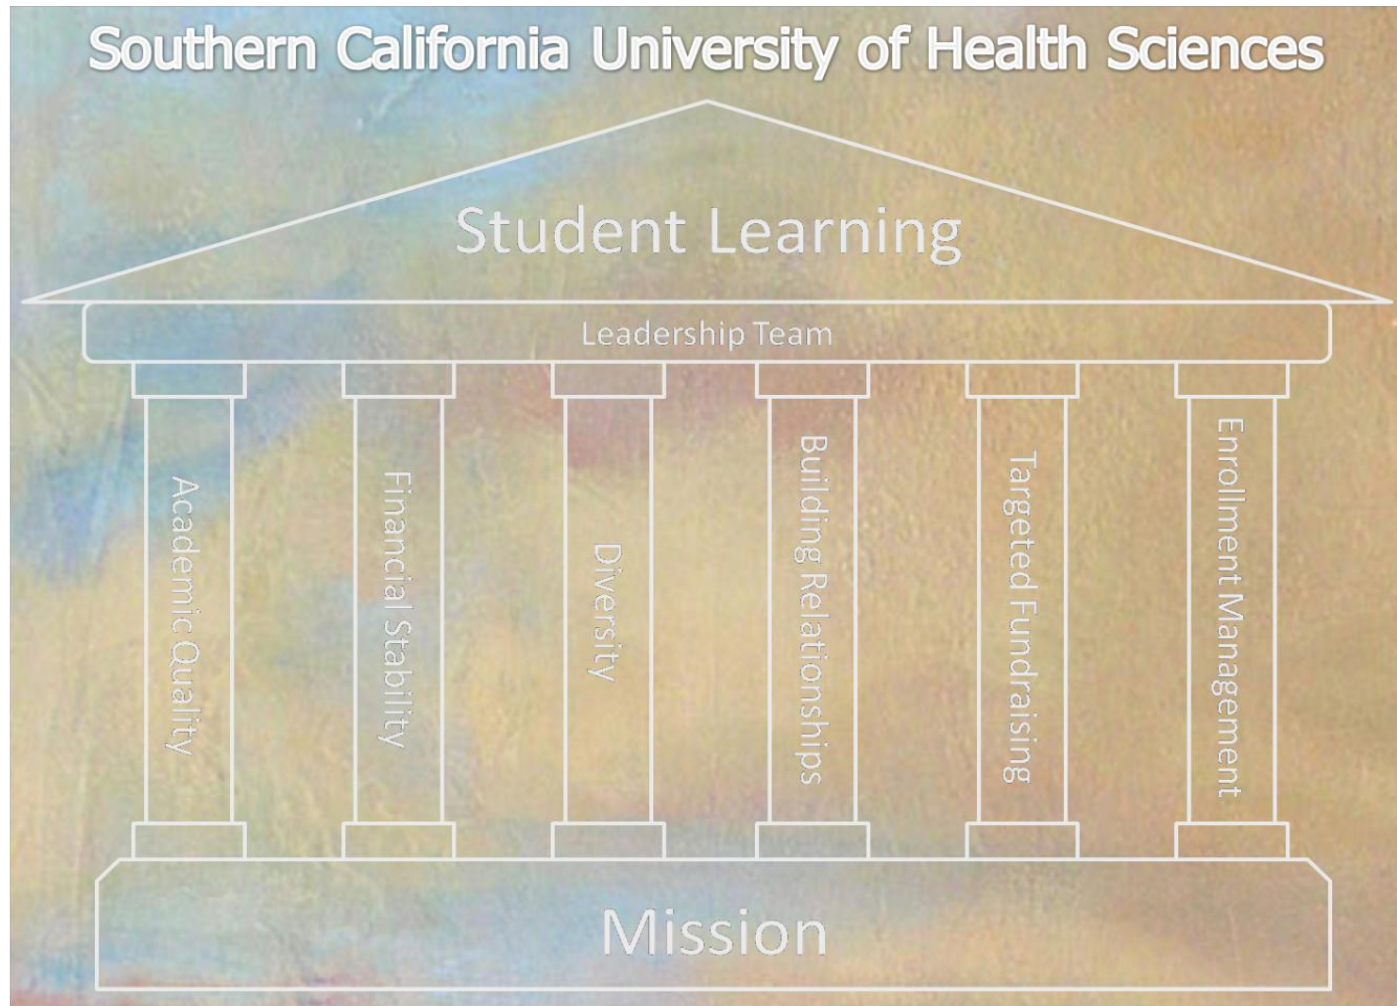 Southern California University of Health Sciences
Student Learning
Leadership Team
Academic Quality
Financial Stability
Diversity
Building Relationships
Targeted Fundraising
Enrollment Management
Mission